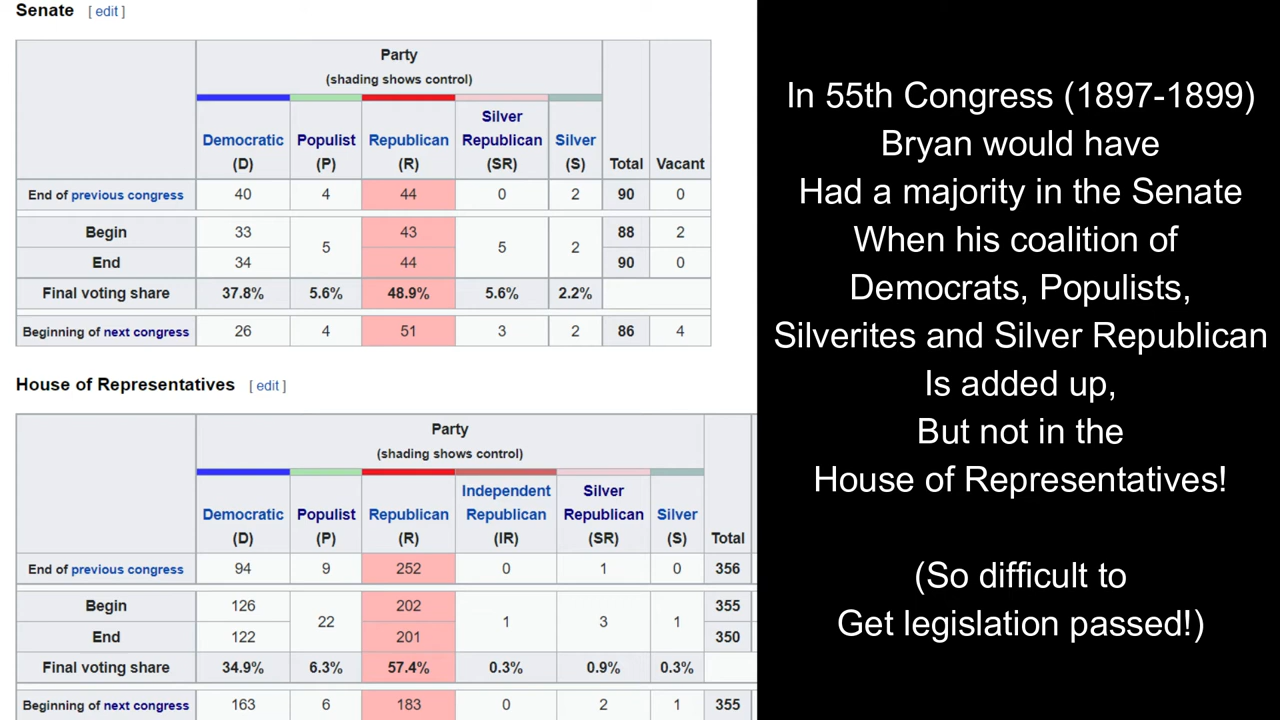 Senate [ edit ]
Party
(shading shows control)
Democratic (D) Populist (P) Republican (R) Silver Republican (SR) Silver (S) Total Vacant
End of previous congress 40 4 44 0 2 90 0
Begin 33 5 43 5 2 88 2
End 34 44 90 0
Final voting share 37.8% 5.6% 48.9% 5.6% 2.2%
Beginning of next congress 26 4 51 3 2 86 4
House of Representatives [ edit ]
Party
(shading shows control)
Democratic (D) Populist (P) Republican (R) Independent Republican (IR) Silver Republican (SR) Silver (S) Total
End of previous congress 94 9 252 0 1 0 356
Begin 126 22 202 1 3 1 355
End 122 201 350
Final voting share 34.9% 6.3% 57.4% 0.3% 0.9% 0.3%
Beginning of next congress 163 6 183 0 2 1 355
In 55th Congress (1897-1899)
Bryan would have
Had a majority in the Senate
When his coalition of
Democrats, Populists,
Silverites and Silver Republican
Is added up,
But not in the
House of Representatives!
(So difficult to
Get legislation passed!)